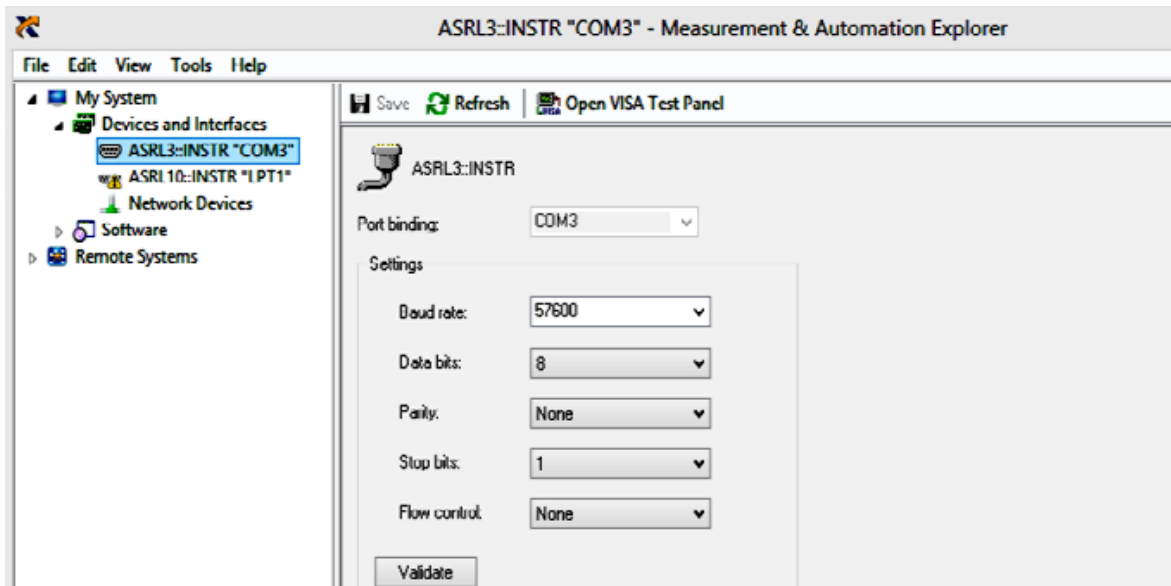 ASRL3::INSTR "COM3" - Measurement & Automation Explorer
File Edit View Tools Help
My System
Devices and Interfaces
ASRL3::INSTR "COM3"
ASRL10::INSTR "LPT1"
Network Devices
Software
Remote Systems
Save Refresh Open VISA Test Panel
ASRL3::INSTR
Port binding: COM3
Settings
Baud rate: 57600
Data bits: 8
Parity: None
Stop bits: 1
Flow control: None
Validate